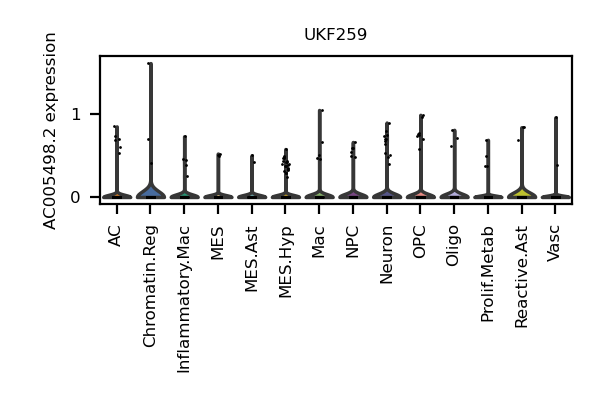 UKF259
AC005498.2 expression
1
0
AC
Chromatin.Reg
Inflammatory.Mac
MES
MES.Ast
MES.Hyp
Mac
NPC
Neuron
OPC
Oligo
Prolif.Metab
Reactive.Ast
Vasc